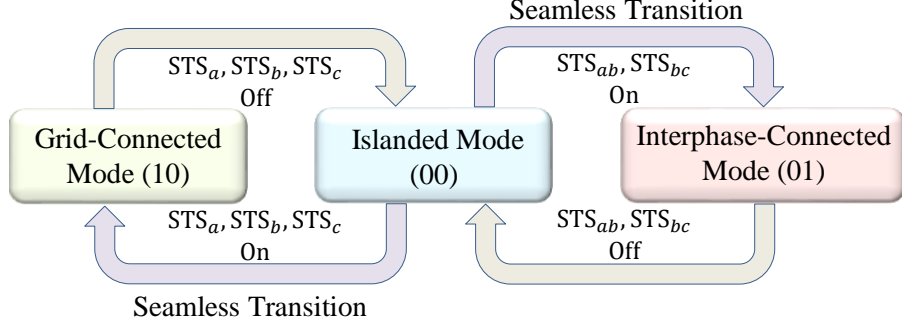 Seamless Transition
STS_a, STS_b, STS_c
Off
STS_ab, STS_bc
On
Grid-Connected
Mode (10)
Islanded Mode
(00)
Interphase-Connected
Mode (01)
STS_a, STS_b, STS_c
On
STS_ab, STS_bc
Off
Seamless Transition